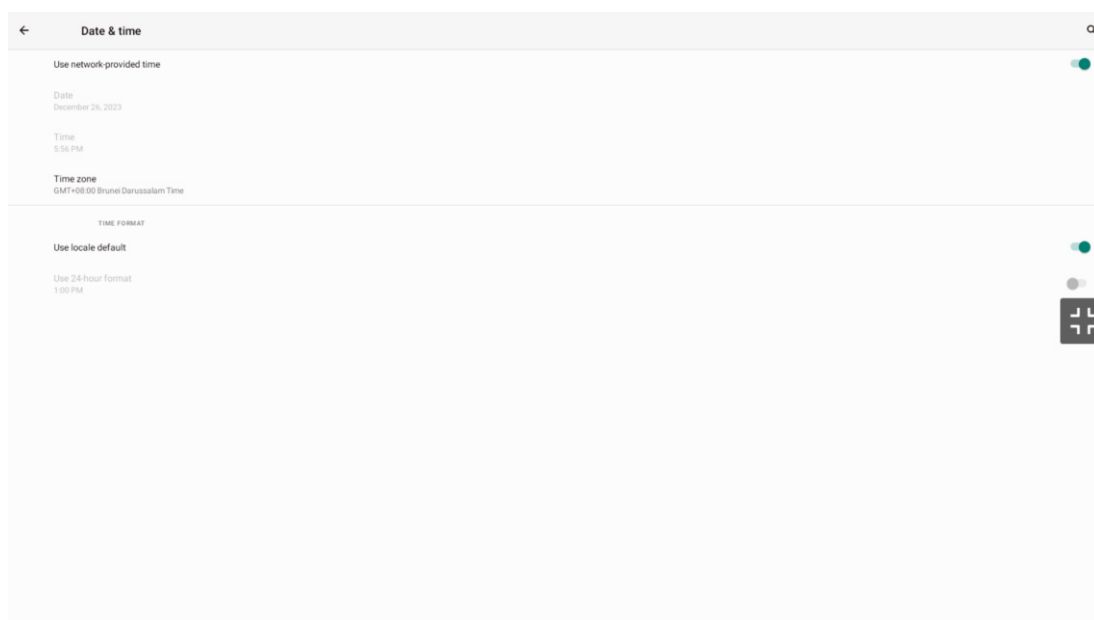 Date & time
Use network-provided time
Date
December 26, 2023
Time
5:56 PM
Time zone
GMT+08:00 Brunei Darussalam Time
TIME FORMAT
Use locale default
Use 24-hour format
1:00 PM